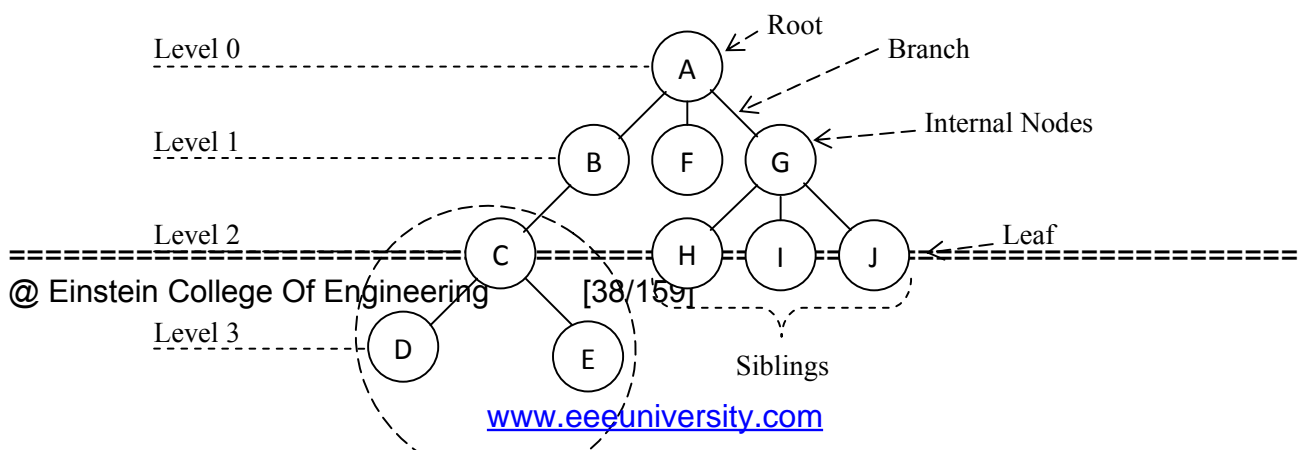 Root
Level 0
Branch
A
Internal Nodes
Level 1
B F G
Level 2
Leaf
C H I J
==========================================================================================
@ Einstein College Of Engineering [38/159]
Level 3
D E
Siblings
www.eeeuniversity.com